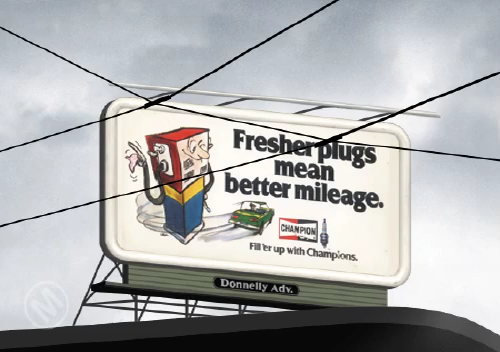 Fresher plugs
mean
better mileage.
CHAMPION
Fill 'er up with Champions.
Donnelly Adv.
M